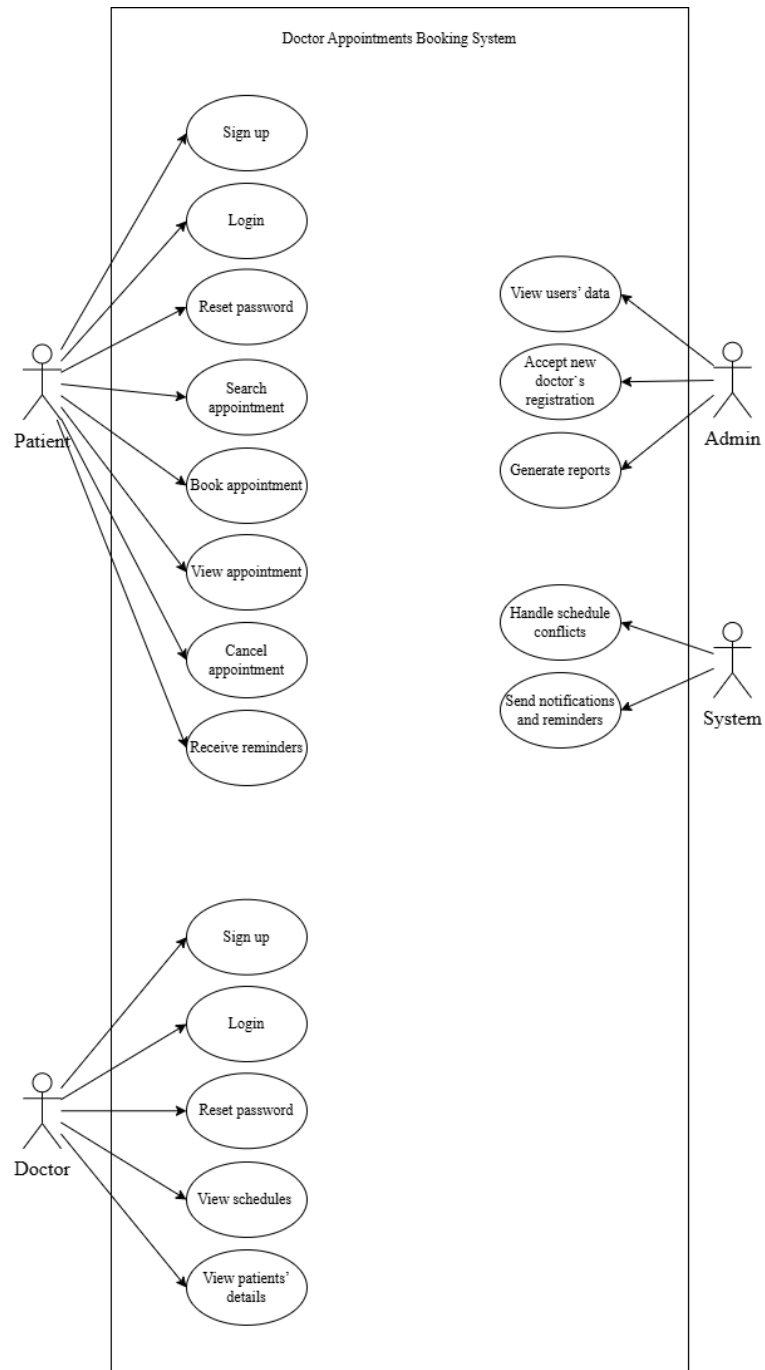 Doctor Appointments Booking System
Sign up
Login
Reset password
Search
appointment
Book appointment
View appointment
Cancel
appointment
Receive reminders
Patient
View users’ data
Accept new
doctor`s
registration
Generate reports
Admin
Handle schedule
conflicts
Send notifications
and reminders
System
Sign up
Login
Reset password
View schedules
View patients’
details
Doctor